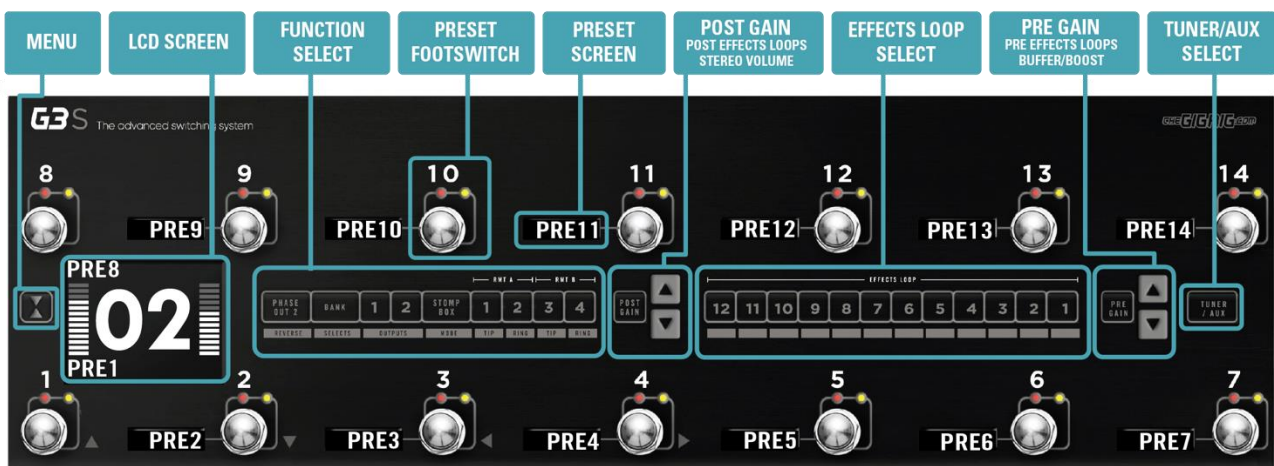 MENU
LCD SCREEN
FUNCTION
SELECT
PRESET
FOOTSWITCH
PRESET
SCREEN
POST GAIN
POST EFFECTS LOOPS
STEREO VOLUME
EFFECTS LOOP
SELECT
PRE GAIN
PRE EFFECTS LOOPS
BUFFER/BOOST
TUNER/AUX
SELECT
G3S The advanced switching system
THEGIGRIG.COM
8 9 10 11 12 13 14
PRE9 PRE10 PRE11 PRE12 PRE13 PRE14
PRE8
02
PRE1
RMT A RMT B
PHASE
OUT 2
BANK
1 2
STOMP
BOX
1 2 3 4
REVERSE SELECTS OUTPUTS MODE TIP RING TIP RING
POST
GAIN
EFFECTS LOOP
12 11 10 9 8 7 6 5 4 3 2 1
PRE
GAIN
TUNER
/ AUX
1 2 3 4 5 6 7
PRE2 PRE3 PRE4 PRE5 PRE6 PRE7